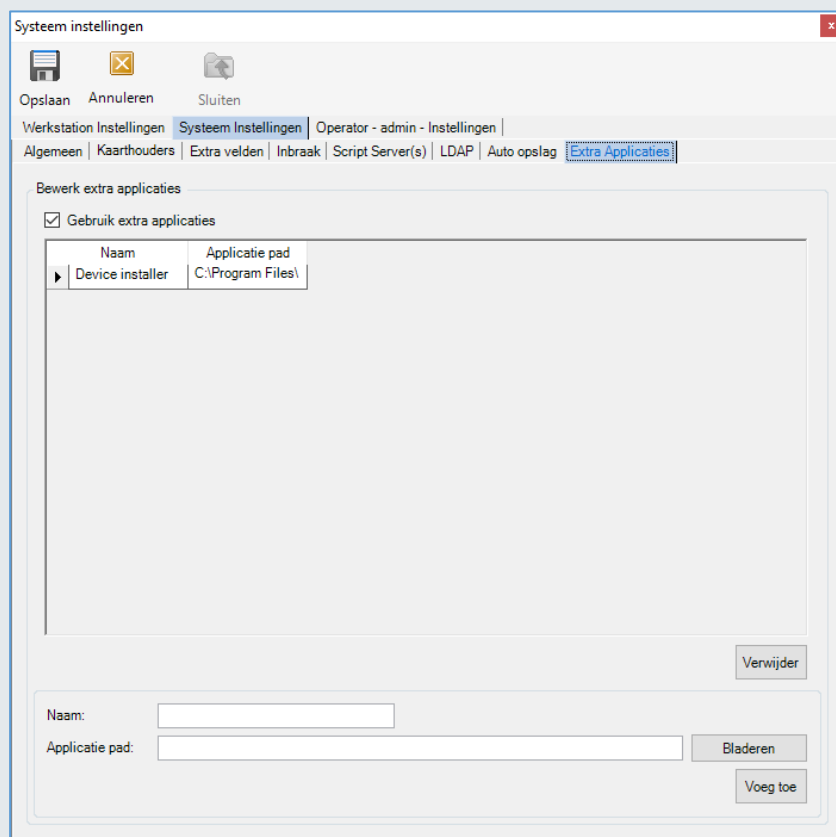 Systeem instellingen
x
Opslaan Annuleren Sluiten
Werkstation Instellingen Systeem Instellingen Operator - admin - Instellingen
Algemeen Kaarthouders Extra velden Inbraak Script Server(s) LDAP Auto opslag Extra Applicaties
Bewerk extra applicaties
Gebruik extra applicaties
Naam Applicatie pad
Device installer C:\Program Files\
Verwijder
Naam:
Applicatie pad: Bladeren
Voeg toe